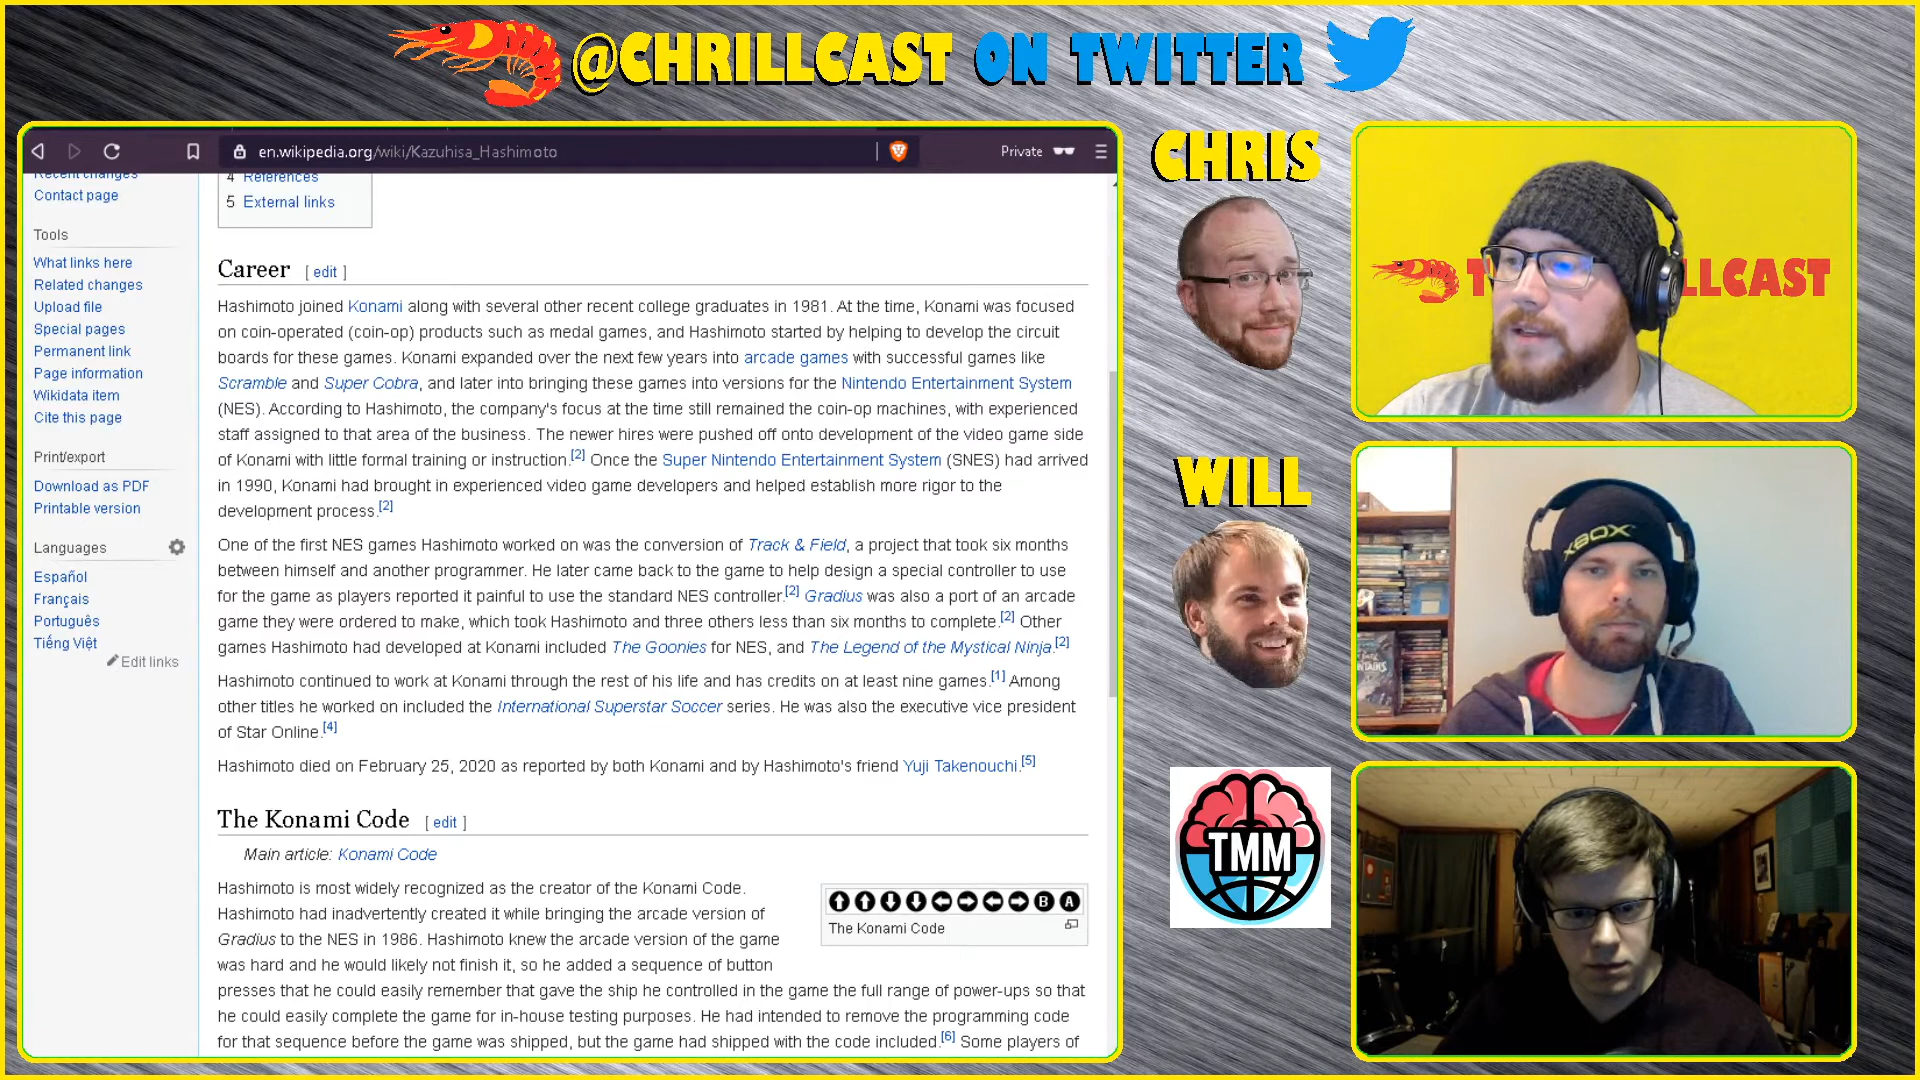 @CHRILLCAST ON TWITTER
en.wikipedia.org/wiki/Kazuhisa_Hashimoto
Private
Recent changes
Contact page
Tools
What links here
Related changes
Upload file
Special pages
Permanent link
Page information
Wikidata item
Cite this page
Print/export
Download as PDF
Printable version
Languages
Español
Français
Português
Tiếng Việt
Edit links
4 References
5 External links
Career [ edit ]
Hashimoto joined Konami along with several other recent college graduates in 1981. At the time, Konami was focused
on coin-operated (coin-op) products such as medal games, and Hashimoto started by helping to develop the circuit
boards for these games. Konami expanded over the next few years into arcade games with successful games like
Scramble and Super Cobra, and later into bringing these games into versions for the Nintendo Entertainment System
(NES). According to Hashimoto, the company's focus at the time still remained the coin-op machines, with experienced
staff assigned to that area of the business. The newer hires were pushed off onto development of the video game side
of Konami with little formal training or instruction.[2] Once the Super Nintendo Entertainment System (SNES) had arrived
in 1990, Konami had brought in experienced video game developers and helped establish more rigor to the
development process.[2]
One of the first NES games Hashimoto worked on was the conversion of Track & Field, a project that took six months
between himself and another programmer. He later came back to the game to help design a special controller to use
for the game as players reported it painful to use the standard NES controller.[2] Gradius was also a port of an arcade
game they were ordered to make, which took Hashimoto and three others less than six months to complete.[2] Other
games Hashimoto had developed at Konami included The Goonies for NES, and The Legend of the Mystical Ninja.[2]
Hashimoto continued to work at Konami through the rest of his life and has credits on at least nine games.[1] Among
other titles he worked on included the International Superstar Soccer series. He was also the executive vice president
of Star Online.[4]
Hashimoto died on February 25, 2020 as reported by both Konami and by Hashimoto's friend Yuji Takenouchi.[5]
The Konami Code [ edit ]
Main article: Konami Code
Hashimoto is most widely recognized as the creator of the Konami Code.
Hashimoto had inadvertently created it while bringing the arcade version of
Gradius to the NES in 1986. Hashimoto knew the arcade version of the game
was hard and he would likely not finish it, so he added a sequence of button
presses that he could easily remember that gave the ship he controlled in the game the full range of power-ups so that
he could easily complete the game for in-house testing purposes. He had intended to remove the programming code
for that sequence before the game was shipped, but the game had shipped with the code included.[6] Some players of
B A
The Konami Code
CHRIS
LLCAST
WILL
XBOX
TMM